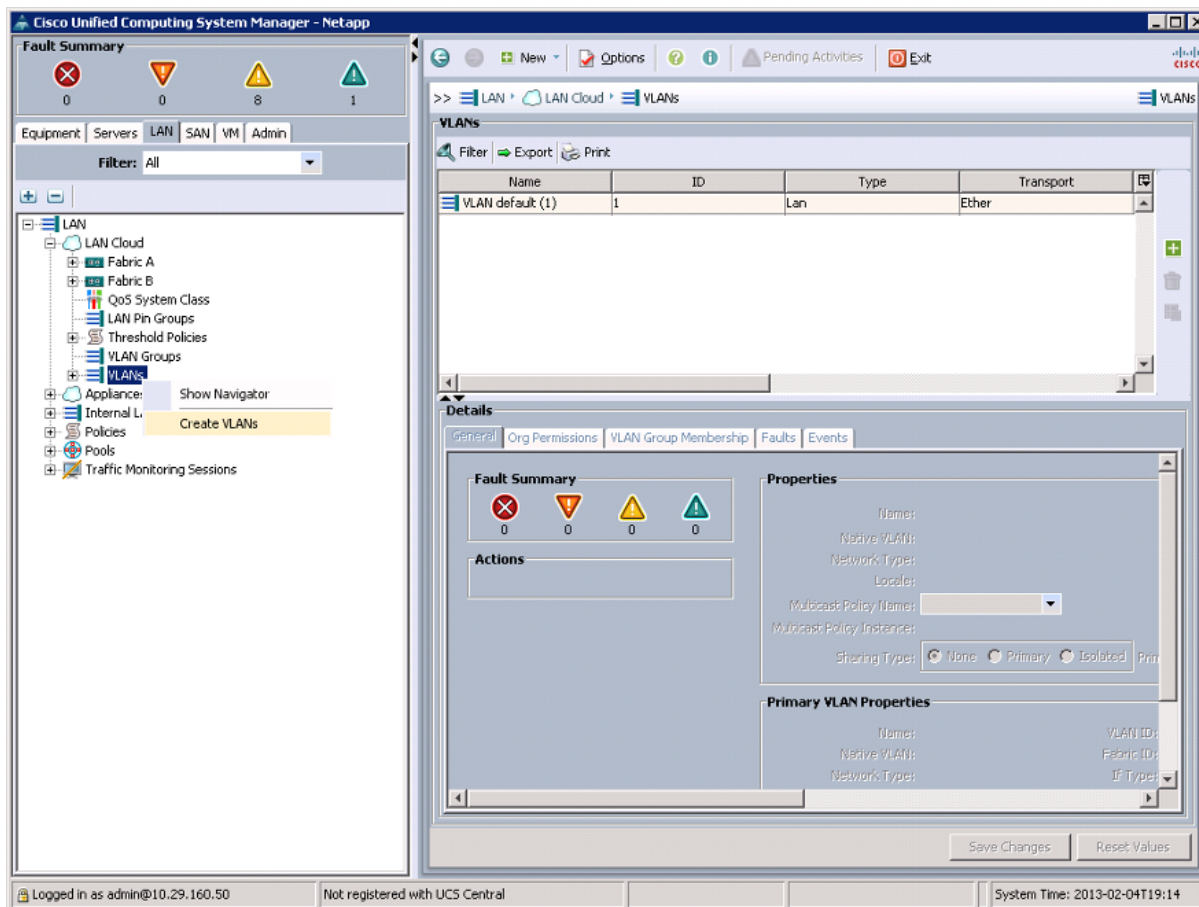 Cisco Unified Computing System Manager - Netapp
Fault Summary
0 0 8 1
Equipment Servers LAN SAN VM Admin
Filter: All
LAN
LAN Cloud
Fabric A
Fabric B
QoS System Class
LAN Pin Groups
Threshold Policies
VLAN Groups
VLANs
Appliances
Internal L
Policies
Pools
Traffic Monitoring Sessions
Show Navigator
Create VLANs
New Options Pending Activities Exit
CISCO
>> LAN LAN Cloud VLANs VLANs
VLANs
Filter Export Print
Name ID Type Transport
VLAN default (1) 1 Lan Ether
Details
General Org Permissions VLAN Group Membership Faults Events
Fault Summary
0 0 0 0
Actions
Properties
Name:
Native VLAN:
Network Type:
Locale:
Multicast Policy Name:
Multicast Policy Instance:
Sharing Type: None Primary Isolated Prim
Primary VLAN Properties
Name: VLAN ID:
Native VLAN: Fabric ID:
Network Type: If Type:
Save Changes Reset Values
Logged in as admin@10.29.160.50 Not registered with UCS Central System Time: 2013-02-04T19:14